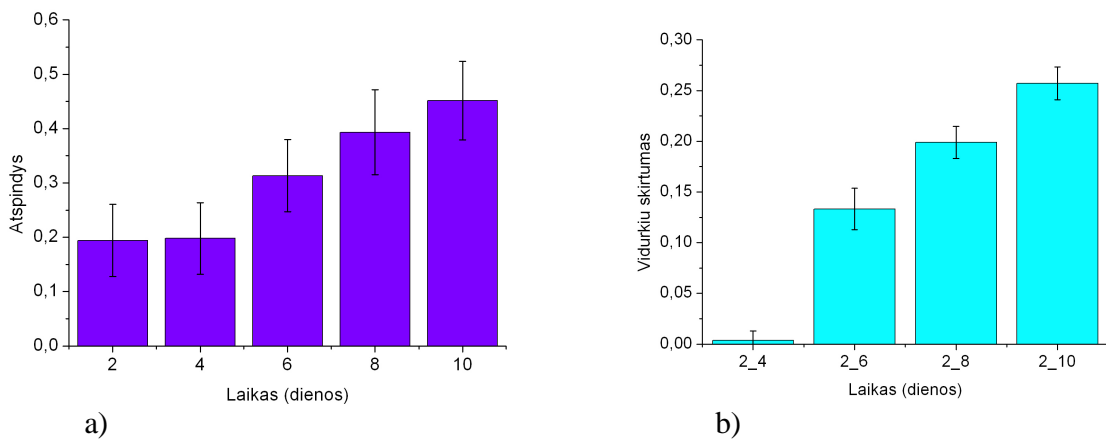 0,6
0,5
0,4
0,3
0,2
0,1
0,0
Atspindys
2 4 6 8 10
Laikas (dienos)
a)
0,30
0,25
0,20
0,15
0,10
0,05
0,00
Vidurkiu skirtumas
2_4 2_6 2_8 2_10
Laikas (dienos)
b)